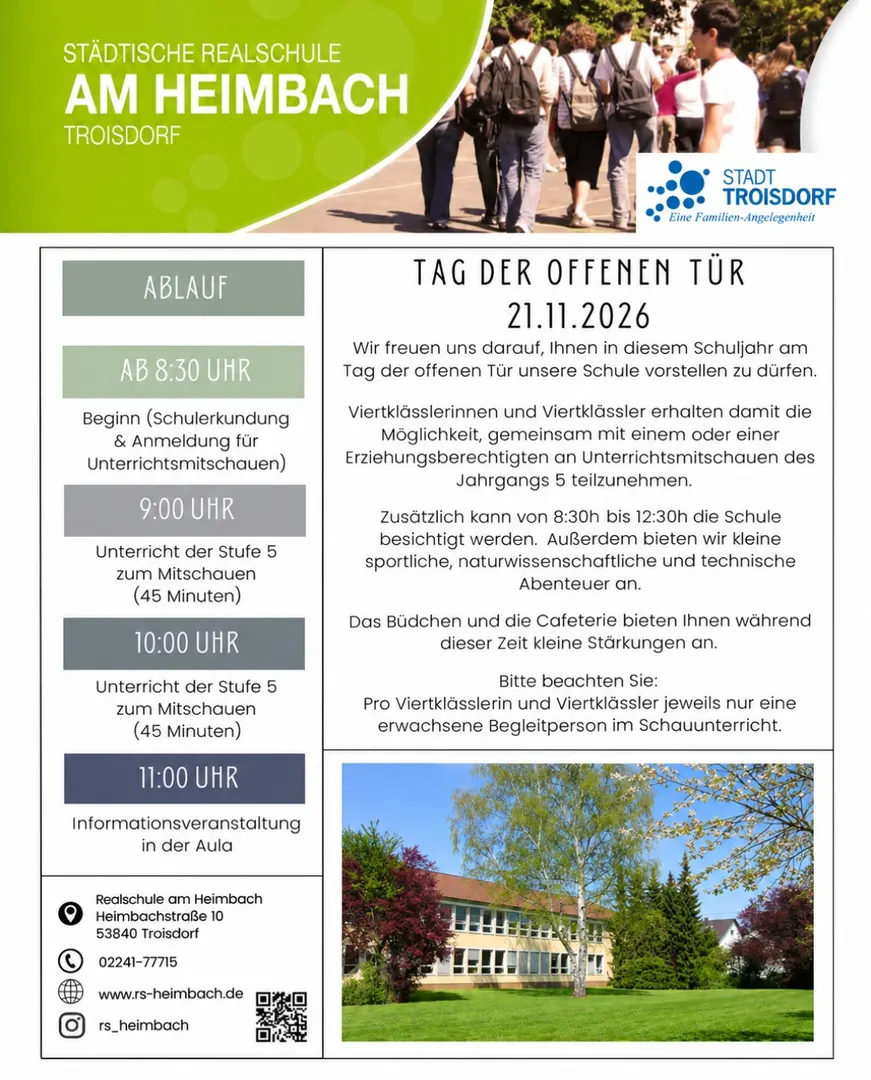 STÄDTISCHE REALSCHULE
AM HEIMBACH
TROISDORF
STADT
TROISDORF
Eine Familien-Angelegenheit
ABLAUF
AB 8:30 UHR
Beginn (Schulerkundung
& Anmeldung für
Unterrichtsmitschauen)
9:00 UHR
Unterricht der Stufe 5
zum Mitschauen
(45 Minuten)
10:00 UHR
Unterricht der Stufe 5
zum Mitschauen
(45 Minuten)
11:00 UHR
Informationsveranstaltung
in der Aula
Realschule am Heimbach
Heimbachstraße 10
53840 Troisdorf
02241-77715
www.rs-heimbach.de
rs_heimbach
TAG DER OFFENEN TÜR
21.11.2026
Wir freuen uns darauf, Ihnen in diesem Schuljahr am
Tag der offenen Tür unsere Schule vorstellen zu dürfen.
Viertklässlerinnen und Viertklässler erhalten damit die
Möglichkeit, gemeinsam mit einem oder einer
Erziehungsberechtigten an Unterrichtsmitschauen des
Jahrgangs 5 teilzunehmen.
Zusätzlich kann von 8:30h bis 12:30h die Schule
besichtigt werden. Außerdem bieten wir kleine
sportliche, naturwissenschaftliche und technische
Abenteuer an.
Das Büdchen und die Cafeterie bieten Ihnen während
dieser Zeit kleine Stärkungen an.
Bitte beachten Sie:
Pro Viertklässlerin und Viertklässler jeweils nur eine
erwachsene Begleitperson im Schauunterricht.